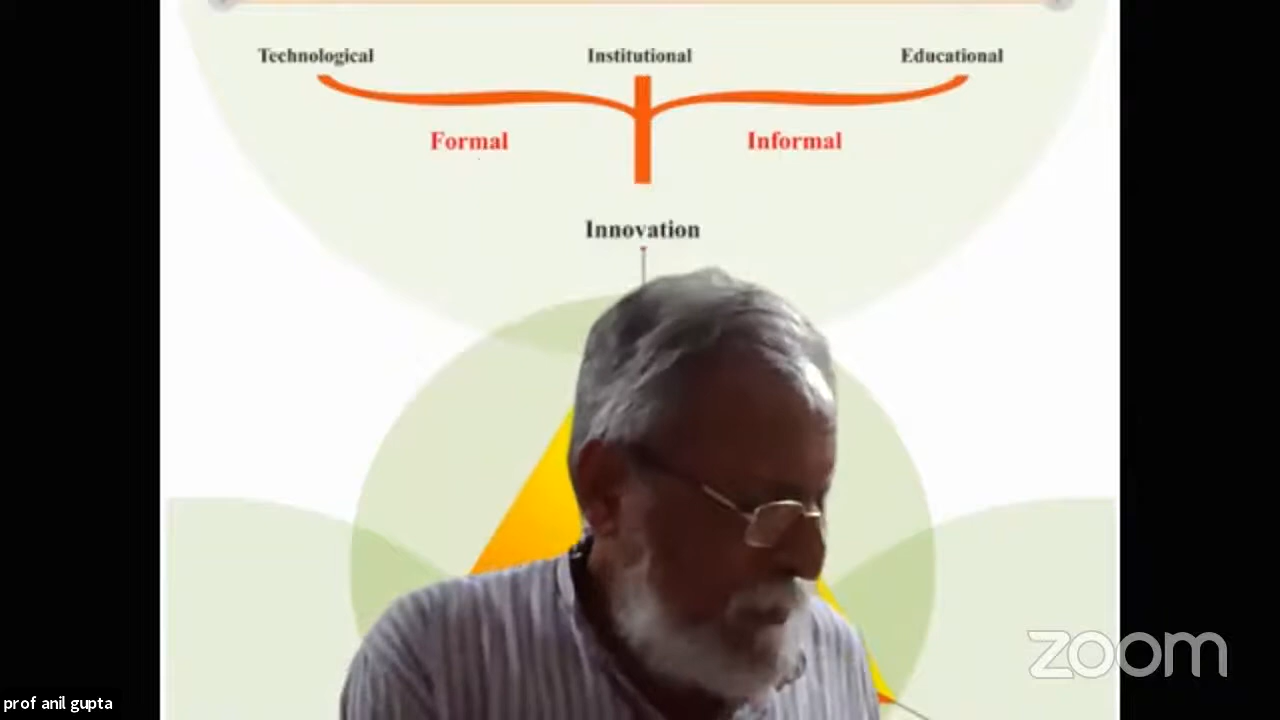 Technological Institutional Educational
Formal Informal
Innovation
zoom
prof anil gupta